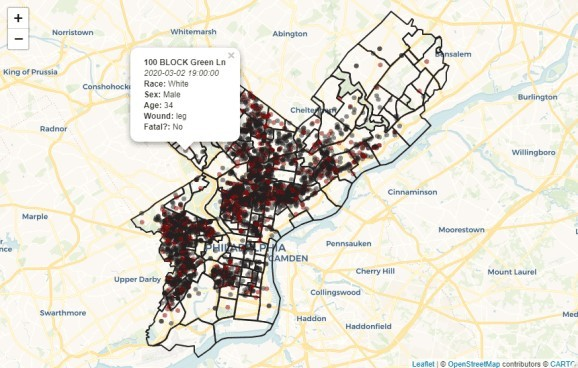 +
−
Norristown
Whitemarsh
Abington
Bensalem
King of Prussia
Conshohocke
Cheltenham
Burlington
×
100 BLOCK Green Ln
2020-03-02 19:00:00
Race: White
Sex: Male
Age: 34
Wound: leg
Fatal?: No
Radnor
Willingboro
Cinnaminson
Marple
Moorestown
PHILADELPHIA
Pennsauken
CAMDEN
Upper Darby
Cherry Hill
Mount Laurel
Collingswood
Swarthmore
Haddon
Haddonfield
Med
Leaflet | © OpenStreetMap contributors © CARTO